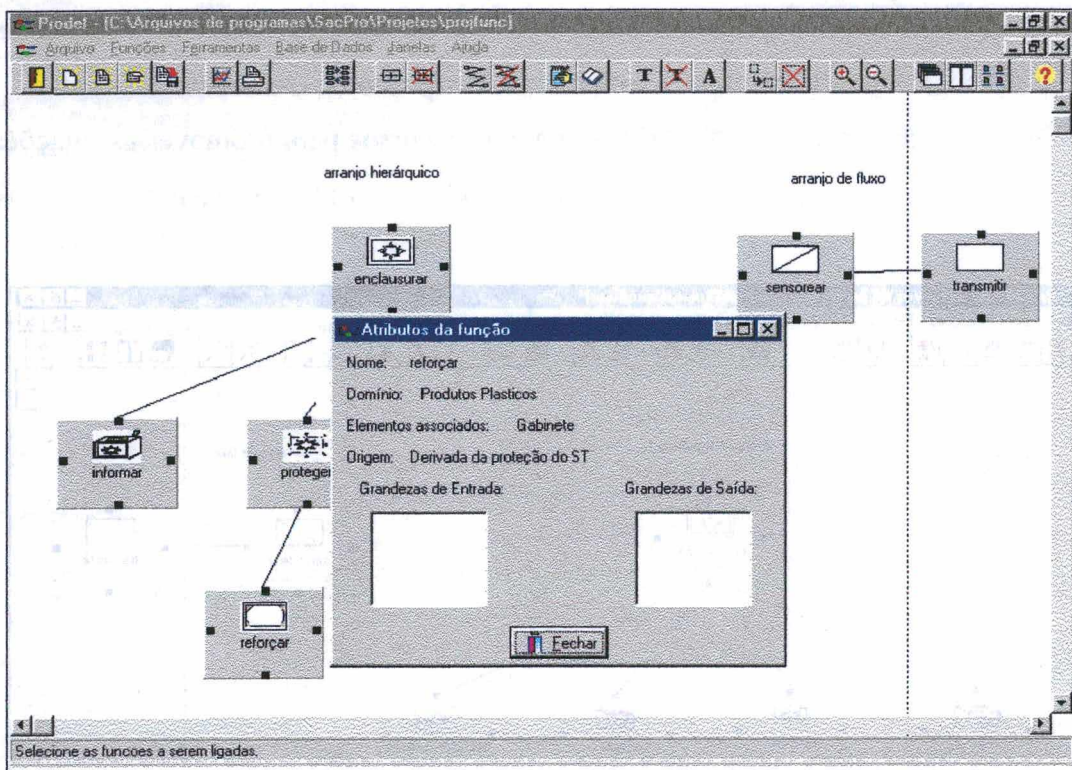 Prodef - [C:\Arquivos de programas\SacPro\Projetos\projfunc]
Arquivo Funções Ferramentas Base de Dados Janelas Ajuda
T T A ?
arranjo hierárquico
arranjo de fluxo
enclausurar
sensorear
transmitir
Atributos da função
Nome: reforçar
Domínio: Produtos Plasticos
Elementos associados: Gabinete
Origem: Derivada da proteção do ST
Grandezas de Entrada: Grandezas de Saída:
informar
proteger
reforçar
Fechar
Selecione as funcoes a serem ligadas.